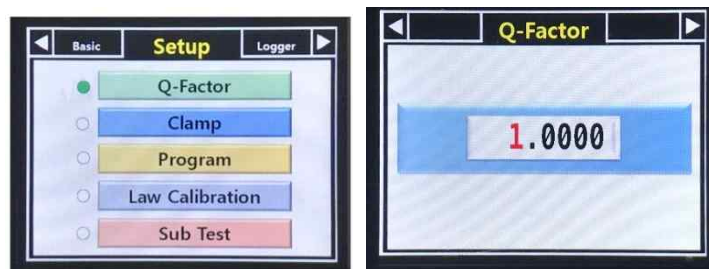 Basic Setup Logger
Q-Factor
Clamp
Program
Law Calibration
Sub Test
Q-Factor
1.0000